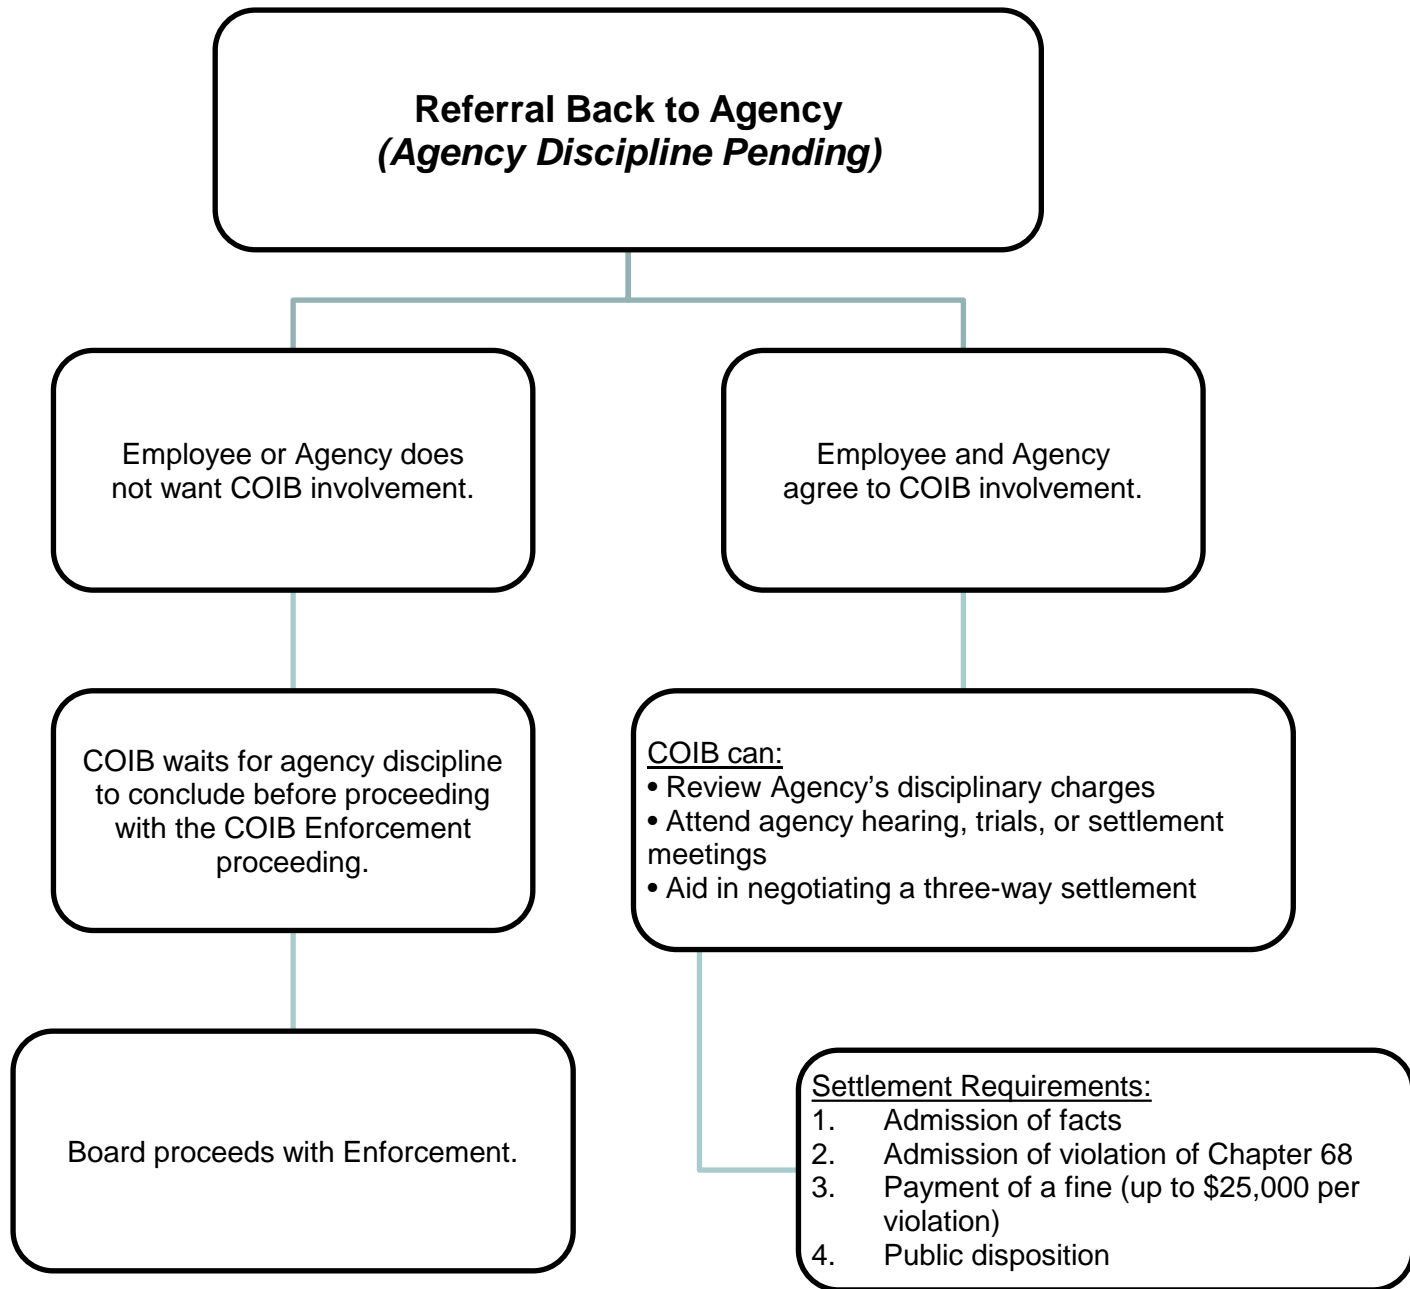 Referral Back to Agency
(Agency Discipline Pending)
Employee or Agency does
not want COIB involvement.
Employee and Agency
agree to COIB involvement.
COIB waits for agency discipline
to conclude before proceeding
with the COIB Enforcement
proceeding.
COIB can:
• Review Agency’s disciplinary charges
• Attend agency hearing, trials, or settlement
meetings
• Aid in negotiating a three-way settlement
Board proceeds with Enforcement.
Settlement Requirements:
1. Admission of facts
2. Admission of violation of Chapter 68
3. Payment of a fine (up to $25,000 per
violation)
4. Public disposition